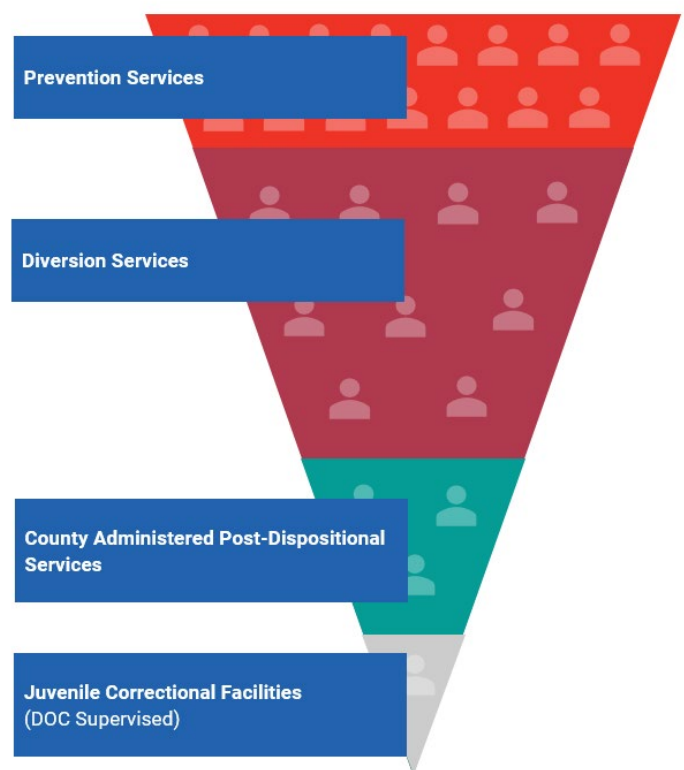 Prevention Services
Diversion Services
County Administered Post-Dispositional
Services
Juvenile Correctional Facilities
(DOC Supervised)